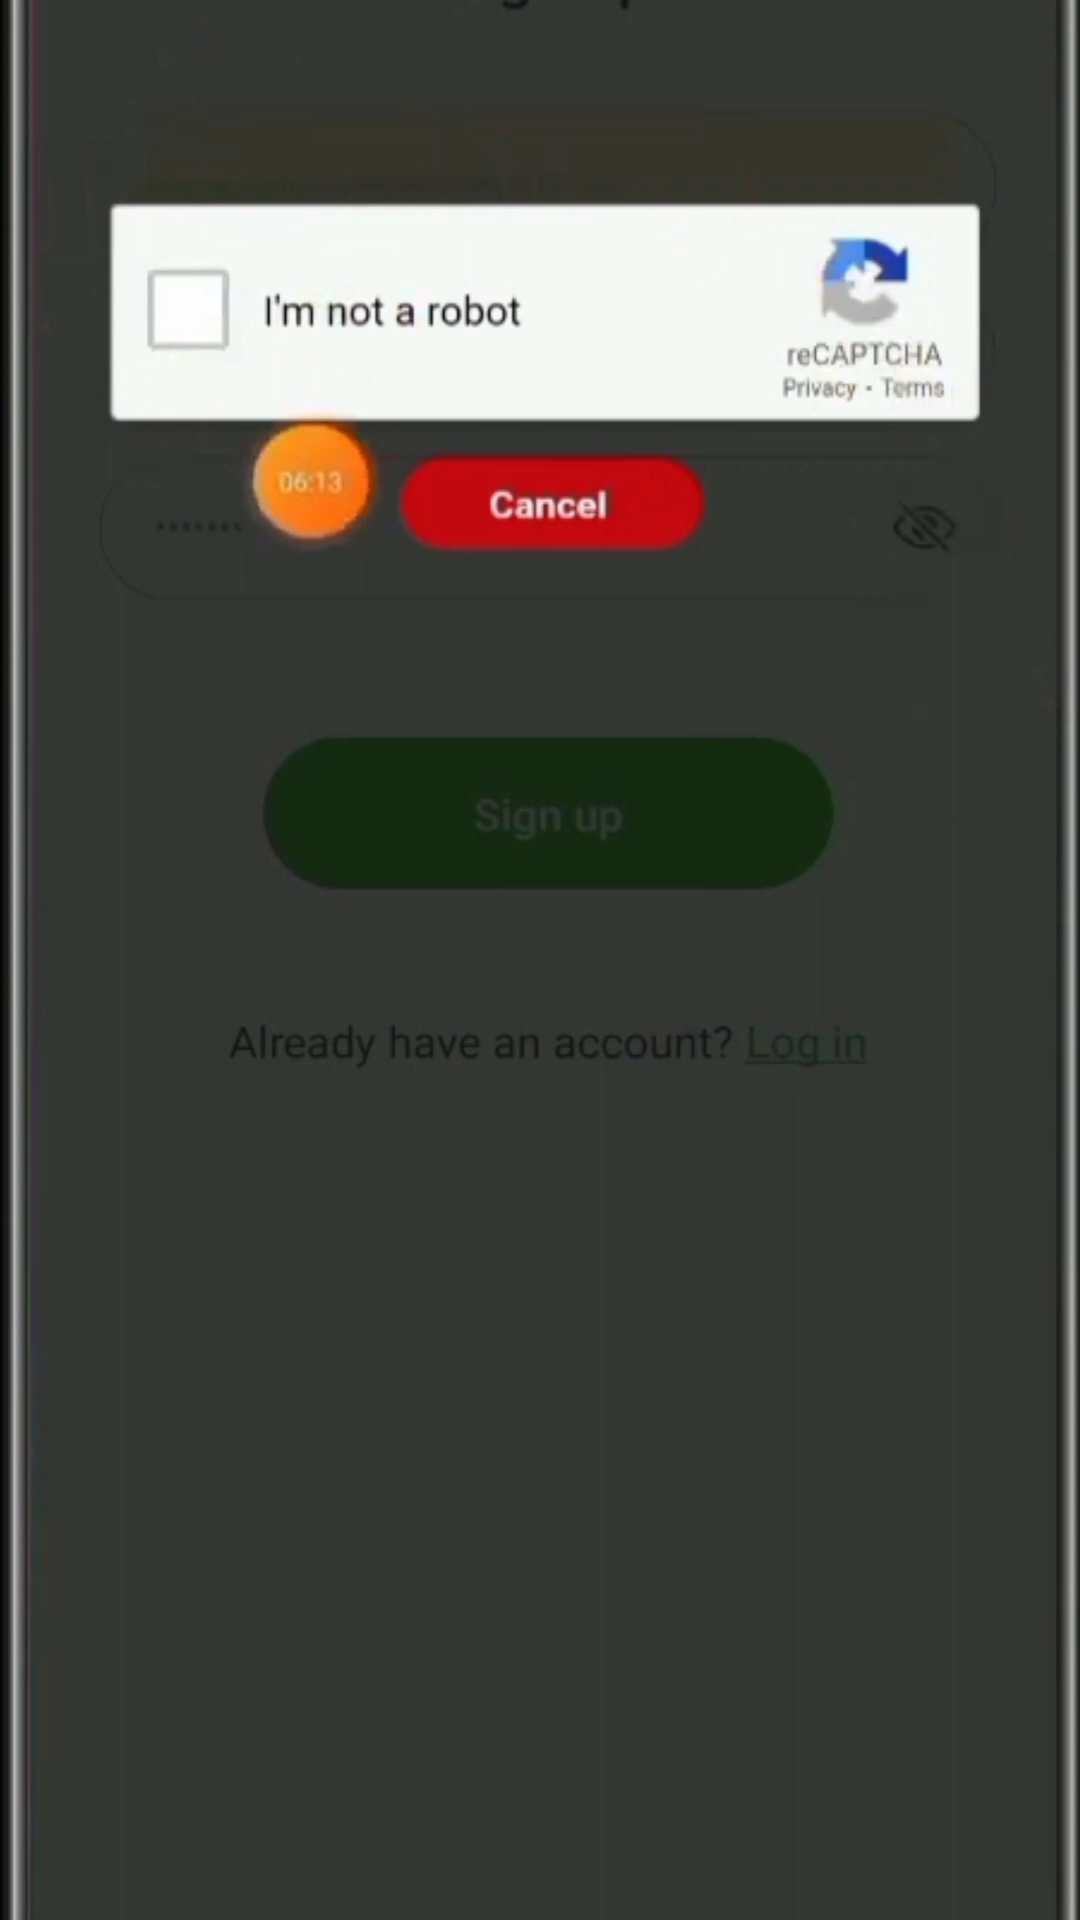 I'm not a robot
reCAPTCHA
Privacy • Terms
06:13
Cancel
Sign up
Already have an account? Log in